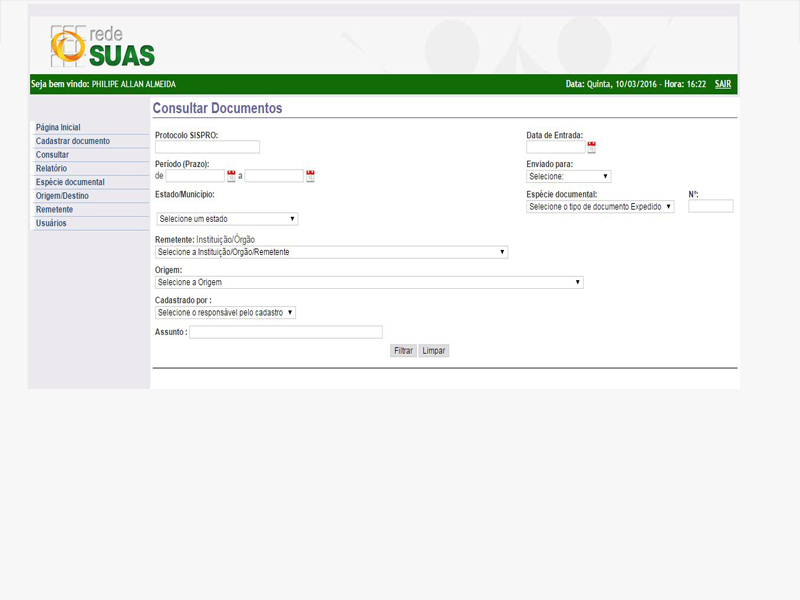 rede
SUAS
Seja bem vindo: PHILIPE ALLAN ALMEIDA
Data: Quinta, 10/03/2016 - Hora: 16:22 SAIR
Página Inicial
Cadastrar documento
Consultar
Relatório
Espécie documental
Origem/Destino
Remetente
Usuários
Consultar Documentos
Protocolo SISPRO:
Data de Entrada:
Período (Prazo):
de a
Enviado para:
Selecione:
Estado/Município:
Selecione um estado
Espécie documental:
Selecione o tipo de documento Expedido
Nº:
Remetente: Instituição/Órgão
Selecione a Instituição/Orgão/Remetente
Origem:
Selecione a Origem
Cadastrado por :
Selecione o responsável pelo cadastro
Assunto :
Filtrar Limpar